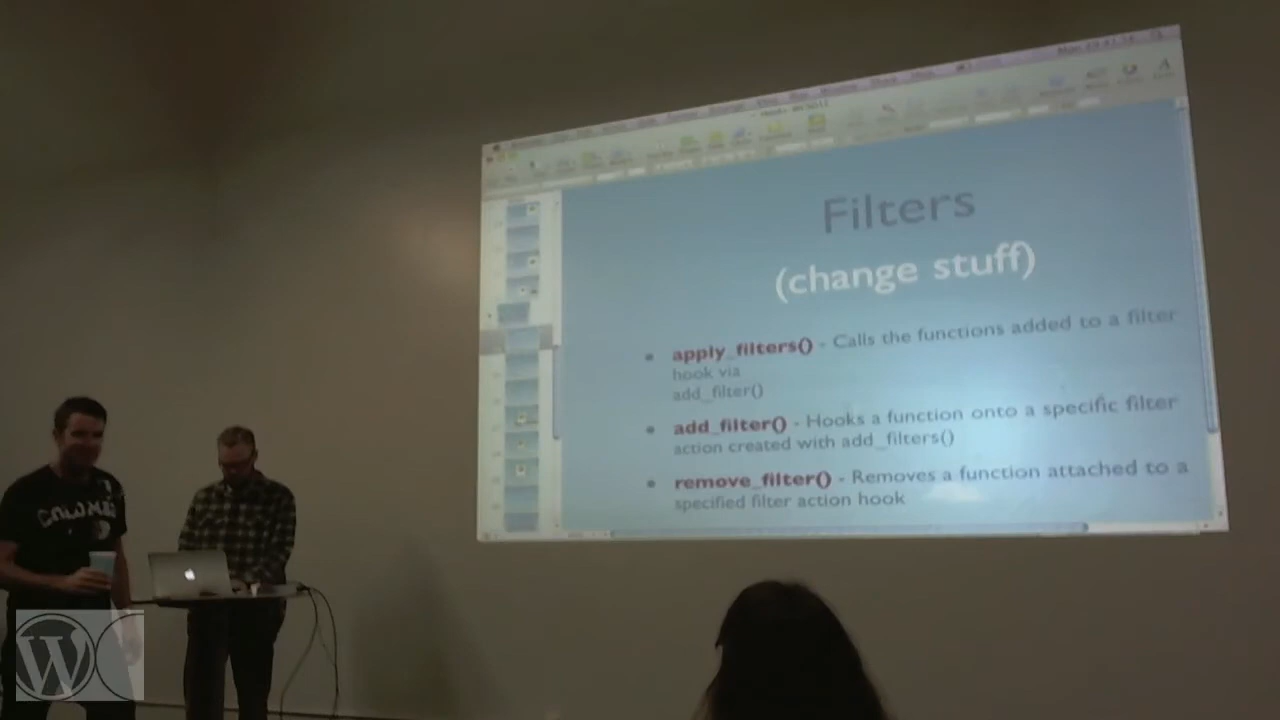 Filters
(change stuff)
• apply_filters() - Calls the functions added to a filter
hook via
add_filter()
• add_filter() - Hooks a function onto a specific filter
action created with add_filters()
• remove_filter() - Removes a function attached to a
specified filter action hook